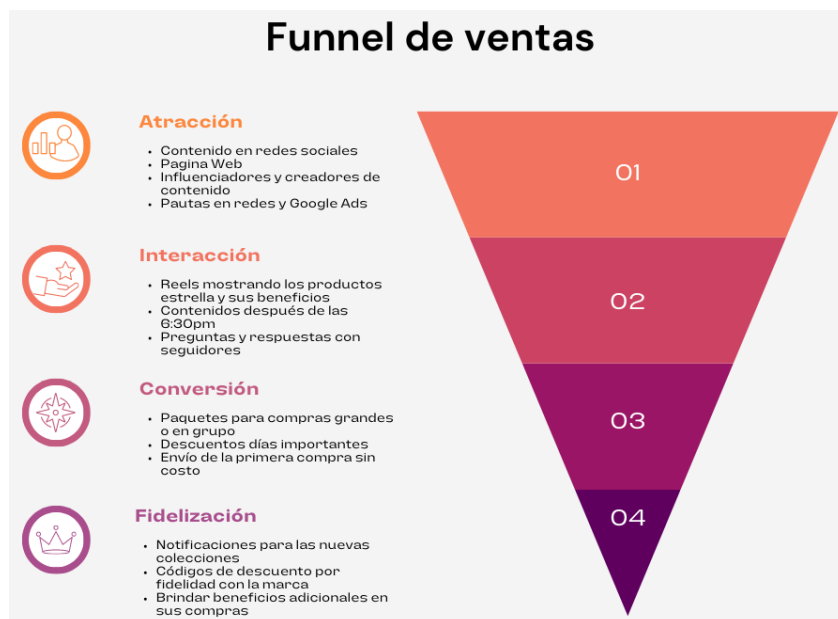 Funnel de ventas
Atracción
• Contenido en redes sociales
• Pagina Web
• Influenciadores y creadores de
contenido
• Pautas en redes y Google Ads
01
Interacción
• Reels mostrando los productos
estrella y sus beneficios
• Contenidos después de las
6:30pm
• Preguntas y respuestas con
seguidores
02
Conversión
• Paquetes para compras grandes
o en grupo
• Descuentos días importantes
• Envío de la primera compra sin
costo
03
Fidelización
• Notificaciones para las nuevas
colecciones
• Códigos de descuento por
fidelidad con la marca
• Brindar beneficios adicionales en
sus compras
04